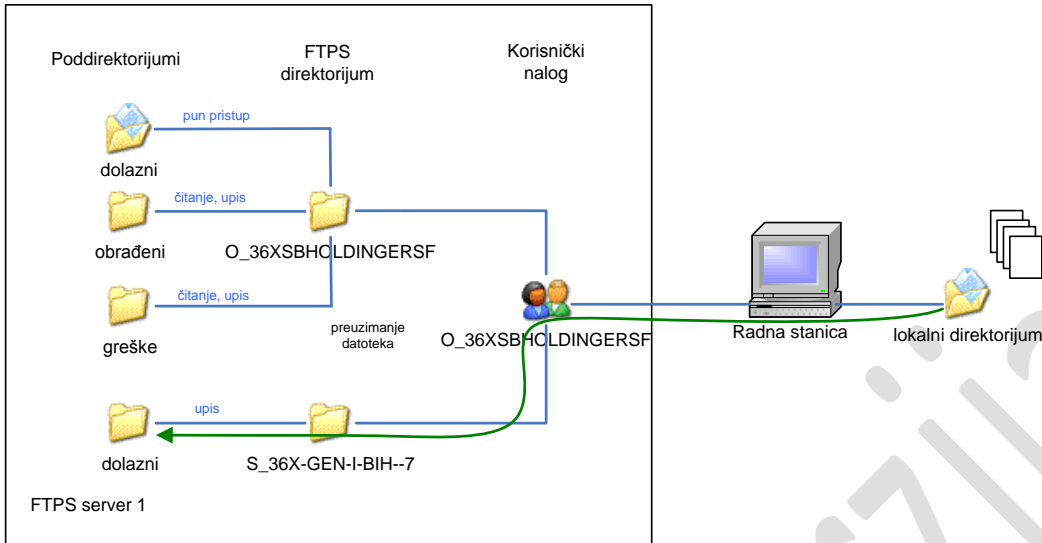 Poddirektorijumi
FTPS
direktorijum
Korisnički
nalog
pun pristup
dolazni
čitanje, upis
obrađeni
O_36XSBHOLDINGERSF
čitanje, upis
greške
preuzimanje
datoteka
O_36XSBHOLDINGERSF
Radna stanica
lokalni direktorijum
upis
dolazni
S_36X-GEN-I-BIH--7
FTPS server 1